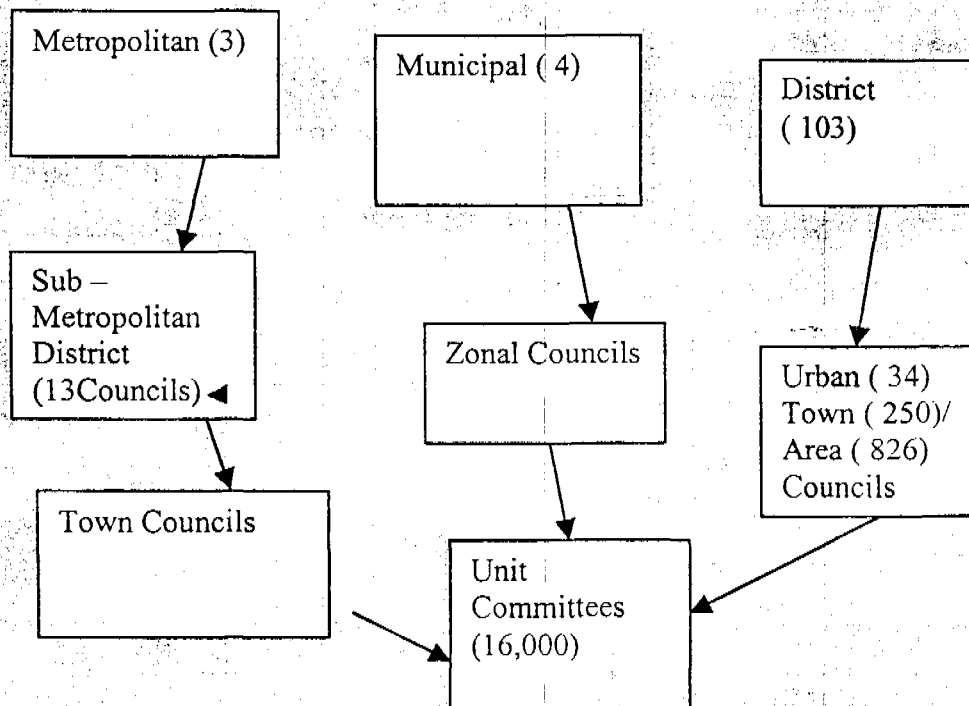 Metropolitan (3)
Municipal ( 4)
District
( 103)
Sub –
Metropolitan
District
(13Councils)
Zonal Councils
Urban ( 34)
Town ( 250)/
Area ( 826)
Councils
Town Councils
Unit
Committees
(16,000)